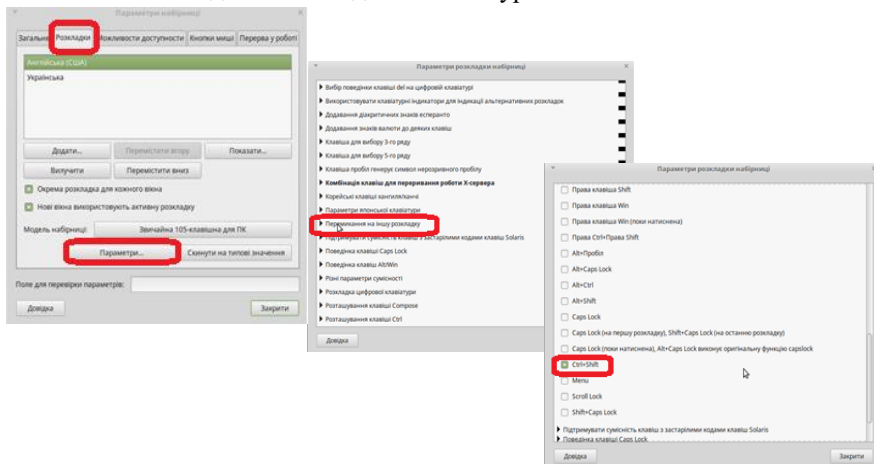 Параметри набірниці
Загальні Розкладки Можливости доступности Кнопки миші Перерва у роботі
Англійська (США)
Українська
Додати... Перемістити вгору Показати...
Вилучити Перемістити вниз
Окрема розкладка для кожного вікна
Нові вікна використовують активну розкладку
Модель набірниці: Звичайна 105-клавішна для ПК
Параметри... Скинути на типові значення
Поле для перевірки параметрів:
Довідка Закрити
Параметри розкладки набірниці
Вибір поведінки клавіші del на цифровій клавіатурі
Використовувати клавіатурні індикатори для індикації альтернативних розкладок
Додавання діакритичних знаків есперанто
Додавання знаків валюти до деяких клавіш
Клавіша для вибору 3-го ряду
Клавіша для вибору 5-го ряду
Клавіша пробіл генерує символ нерозривного пробілу
Комбінація клавіш для переривання роботи X-сервера
Корейські клавіші хангиля/ханчі
Параметри японської клавіатури
Перемикання на іншу розкладку
Підтримувати сумісність клавіш з застарілими кодами клавіш Solaris
Поведінка клавіші Caps Lock
Поведінка клавіш Alt/Win
Різні параметри сумісності
Розкладка цифрової клавіатури
Розташування клавіші Compose
Розташування клавіші Ctrl
Довідка
Параметри розкладки набірниці
Права клавіша Shift
Права клавіша Win
Права клавіша Win (поки натиснена)
Права Ctrl+Права Shift
Alt+Пробіл
Alt+Caps Lock
Alt+Ctrl
Alt+Shift
Caps Lock
Caps Lock (на першу розкладку), Shift+Caps Lock (на останню розкладку)
Caps Lock (поки натиснена), Alt+Caps Lock виконує оригінальну функцію capslock
Ctrl+Shift
Menu
Scroll Lock
Shift+Caps Lock
Підтримувати сумісність клавіш з застарілими кодами клавіш Solaris
Поведінка клавіші Caps Lock
Довідка Закрити